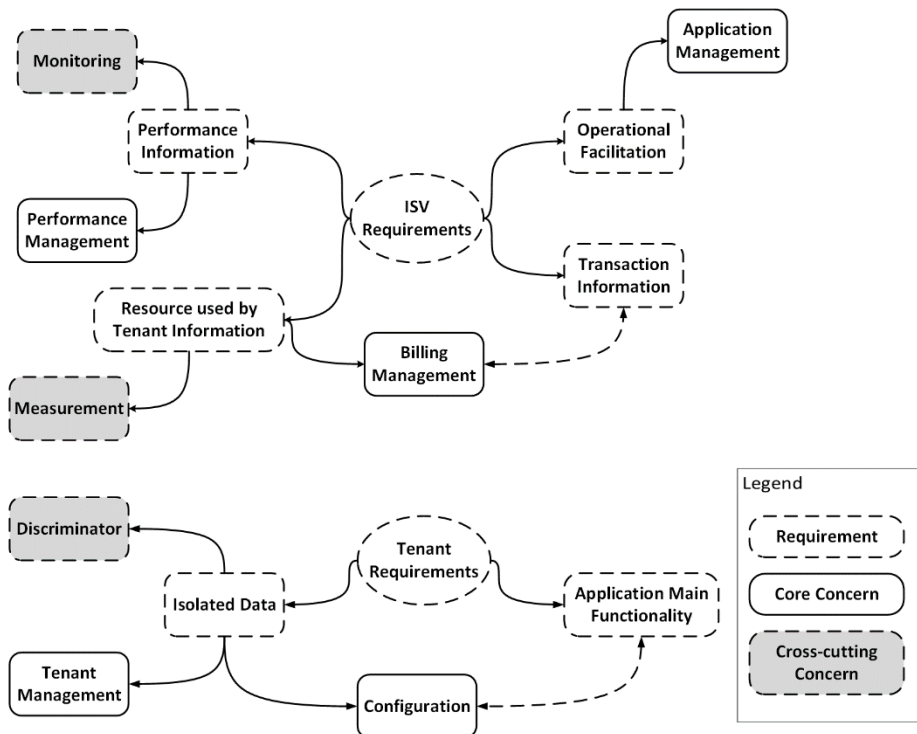 Application
Management
Monitoring
Performance
Information
Operational
Facilitation
ISV
Requirements
Performance
Management
Transaction
Information
Resource used by
Tenant Information
Billing
Management
Measurement
Legend
Discriminator
Requirement
Tenant
Requirements
Isolated Data
Application Main
Functionality
Core Concern
Tenant
Management
Configuration
Cross-cutting
Concern